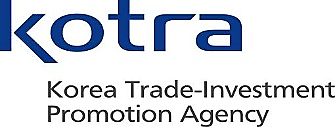 kotra
Korea Trade-Investment
Promotion Agency